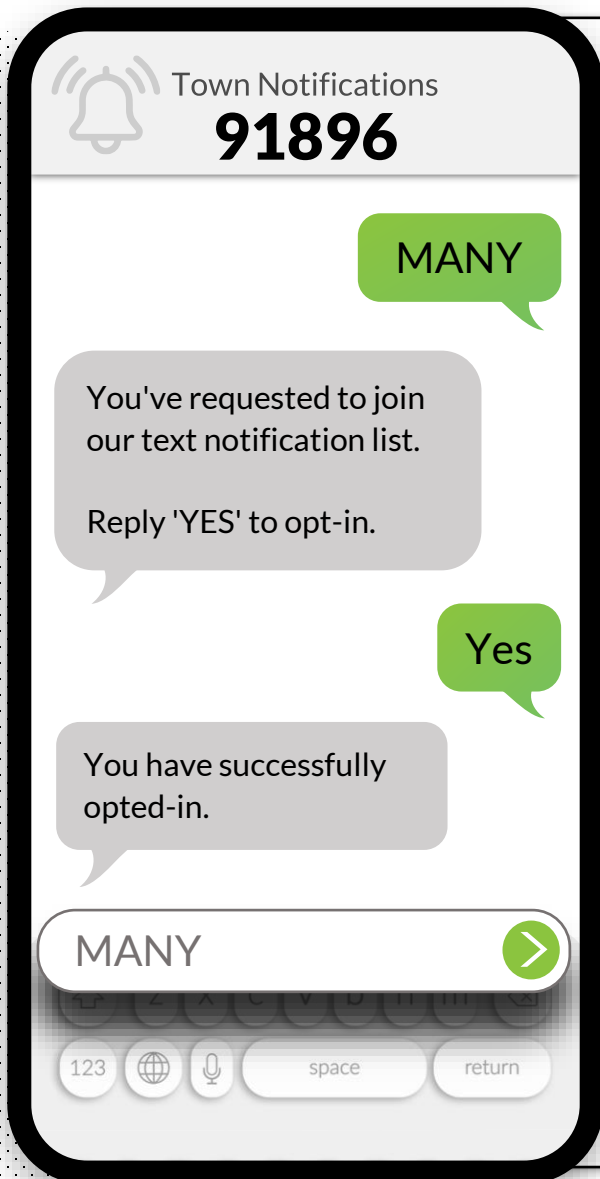 Town Notifications
91896
MANY
You've requested to join
our text notification list.
Reply 'YES' to opt-in.
Yes
You have successfully
opted-in.
MANY
z x c v b n m
123 space return